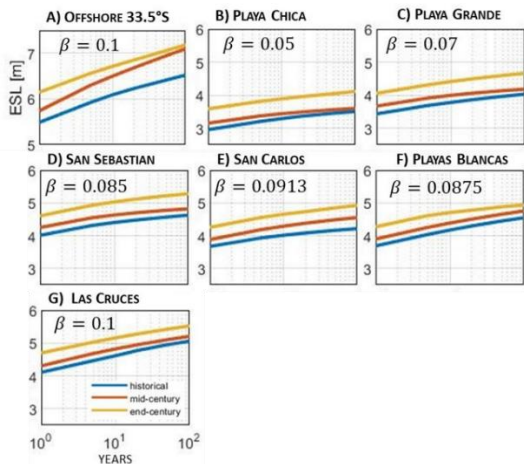 A) OFFSHORE 33.5°S
B) PLAYA CHICA
C) PLAYA GRANDE
β = 0.1
β = 0.05
β = 0.07
ESL [m]
7
6
5
6
5
4
3
6
5
4
3
D) SAN SEBASTIAN
E) SAN CARLOS
F) PLAYAS BLANCAS
β = 0.085
β = 0.0913
β = 0.0875
6
5
4
3
6
5
4
3
6
5
4
3
G) LAS CRUCES
β = 0.1
6
5
4
3
historical
mid-century
end-century
10⁰ 10¹ 10²
YEARS